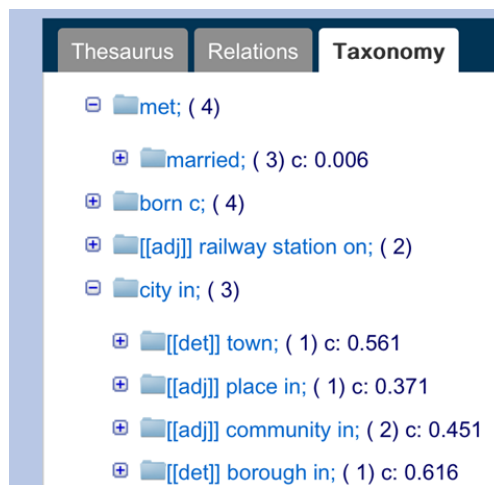 Thesaurus Relations Taxonomy
met; ( 4)
married; ( 3) c: 0.006
born c; ( 4)
[[adj]] railway station on; ( 2)
city in; ( 3)
[[det]] town; ( 1) c: 0.561
[[adj]] place in; ( 1) c: 0.371
[[adj]] community in; ( 2) c: 0.451
[[det]] borough in; ( 1) c: 0.616